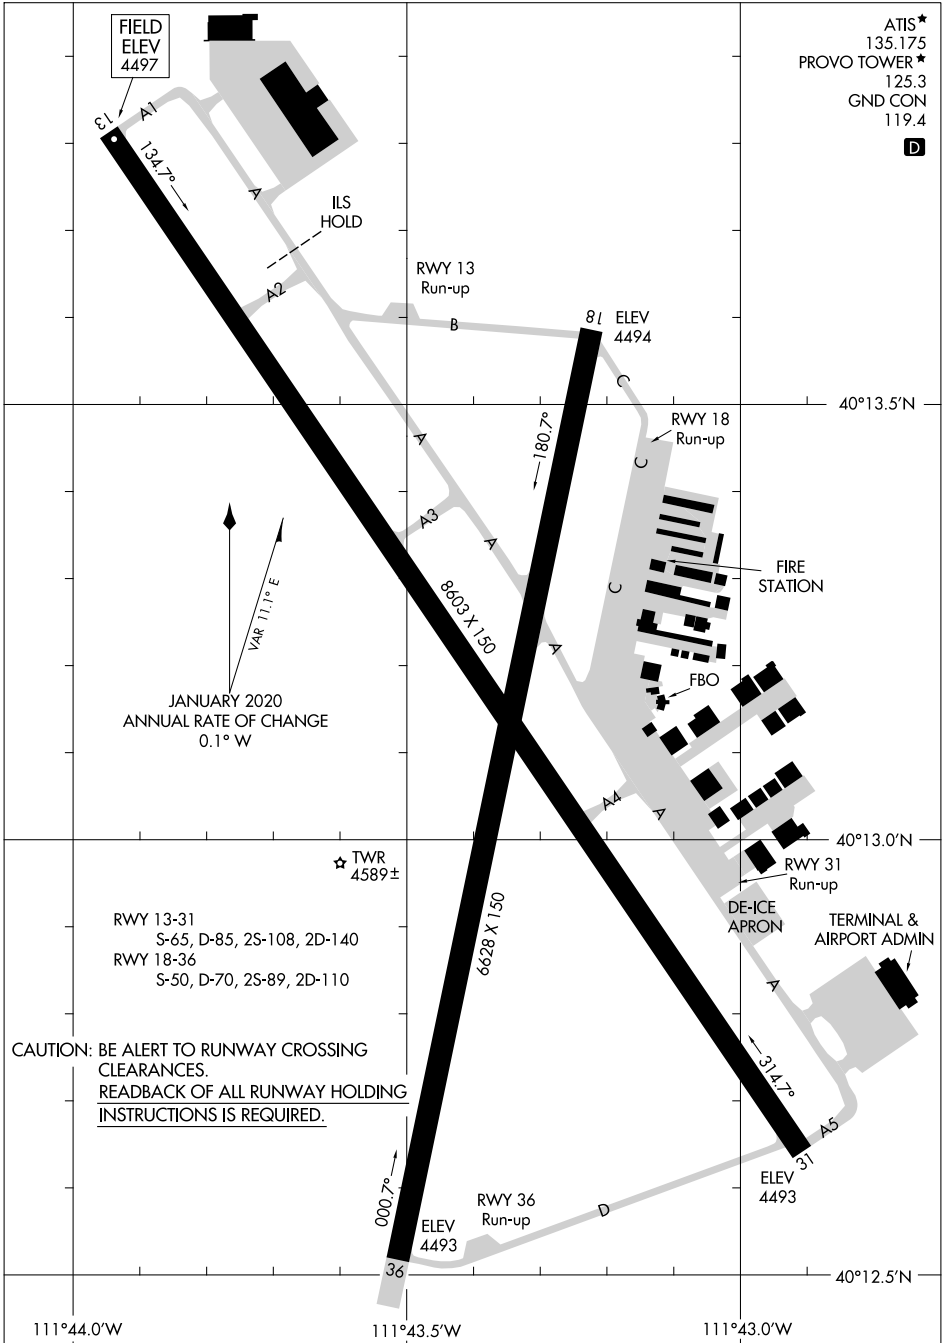 FIELD
ELEV
4497
ATIS★
135.175
PROVO TOWER★
125.3
GND CON
119.4
D
13
A1
134.7°
A
ILS
HOLD
A2
RWY 13
Run-up
B
18
ELEV
4494
C
40°13.5'N
RWY 18
Run-up
A
180.7°
C
A3
A
FIRE
STATION
C
VAR 11.1° E
8603 X 150
A
FBO
JANUARY 2020
ANNUAL RATE OF CHANGE
0.1° W
A4
A
40°13.0'N
TWR
4589±
RWY 31
Run-up
DE-ICE
APRON
TERMINAL &
AIRPORT ADMIN
RWY 13-31
S-65, D-85, 2S-108, 2D-140
RWY 18-36
S-50, D-70, 2S-89, 2D-110
6628 X 150
A
CAUTION: BE ALERT TO RUNWAY CROSSING
CLEARANCES.
READBACK OF ALL RUNWAY HOLDING
INSTRUCTIONS IS REQUIRED.
314.7°
A5
31
ELEV
4493
000.7°
RWY 36
Run-up
D
ELEV
4493
36
40°12.5'N
111°44.0'W
111°43.5'W
111°43.0'W